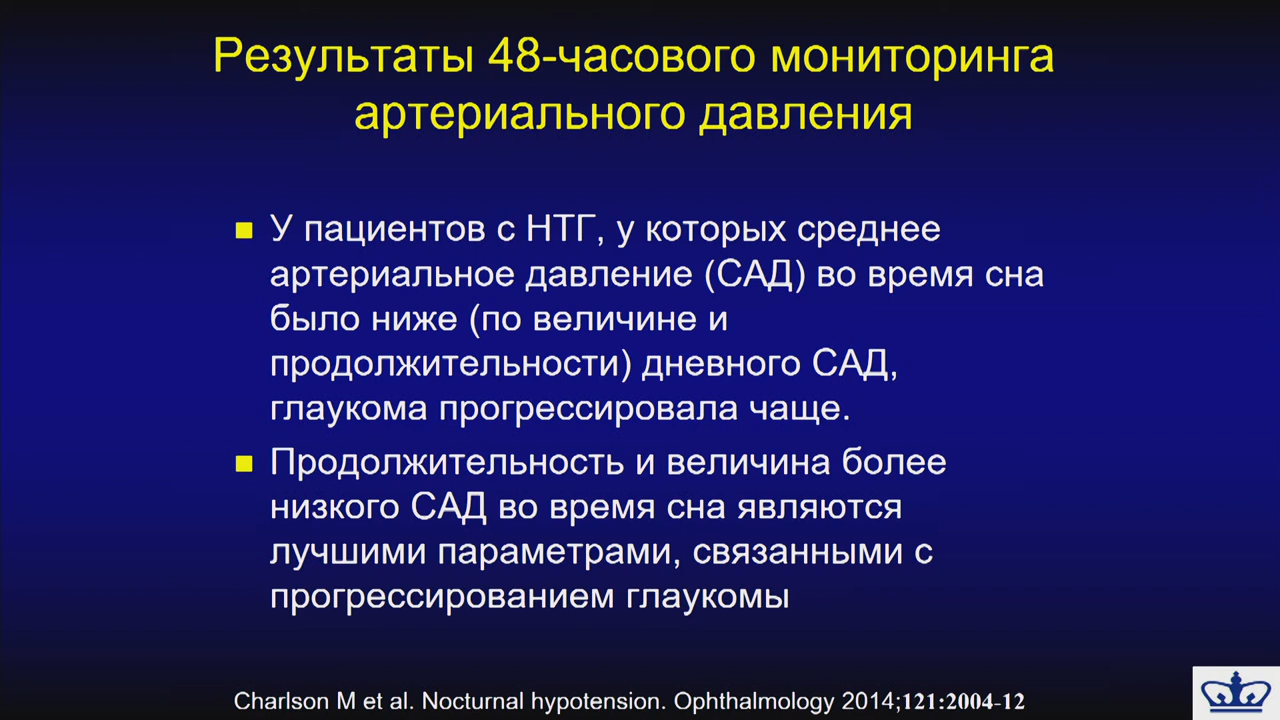 Результаты 48-часового мониторинга
артериального давления
У пациентов с НТГ, у которых среднее
артериальное давление (САД) во время сна
было ниже (по величине и
продолжительности) дневного САД,
глаукома прогрессировала чаще.
Продолжительность и величина более
низкого САД во время сна являются
лучшими параметрами, связанными с
прогрессированием глаукомы
Charlson M et al. Nocturnal hypotension. Ophthalmology 2014;121:2004-12